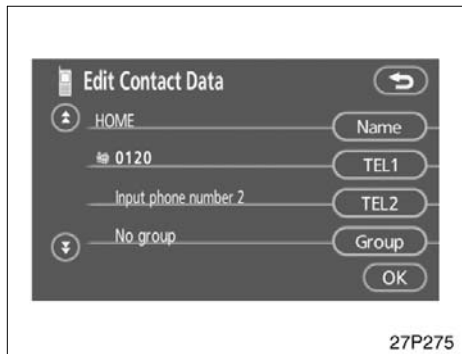 Edit Contact Data
HOME Name
0120 TEL1
Input phone number 2 TEL2
No group Group
OK
27P275